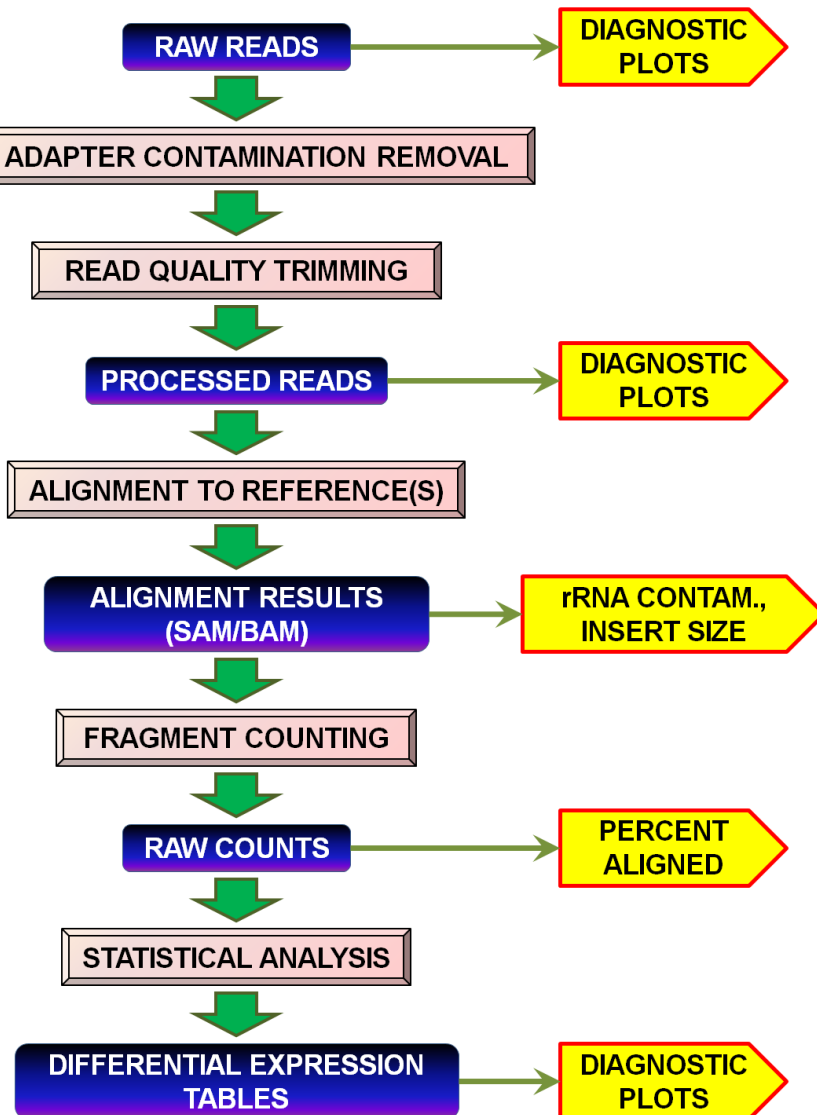 RAW READS
DIAGNOSTIC
PLOTS
ADAPTER CONTAMINATION REMOVAL
READ QUALITY TRIMMING
PROCESSED READS
DIAGNOSTIC
PLOTS
ALIGNMENT TO REFERENCE(S)
ALIGNMENT RESULTS
(SAM/BAM)
rRNA CONTAM.,
INSERT SIZE
FRAGMENT COUNTING
RAW COUNTS
PERCENT
ALIGNED
STATISTICAL ANALYSIS
DIFFERENTIAL EXPRESSION
TABLES
DIAGNOSTIC
PLOTS